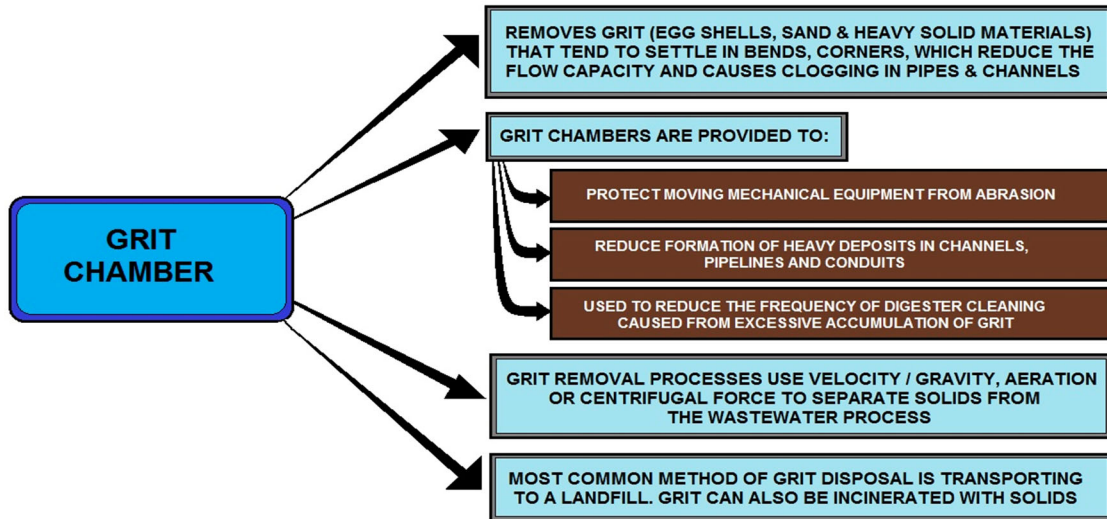 GRIT
CHAMBER
REMOVES GRIT (EGG SHELLS, SAND & HEAVY SOLID MATERIALS)
THAT TEND TO SETTLE IN BENDS, CORNERS, WHICH REDUCE THE
FLOW CAPACITY AND CAUSES CLOGGING IN PIPES & CHANNELS
GRIT CHAMBERS ARE PROVIDED TO:
PROTECT MOVING MECHANICAL EQUIPMENT FROM ABRASION
REDUCE FORMATION OF HEAVY DEPOSITS IN CHANNELS,
PIPELINES AND CONDUITS
USED TO REDUCE THE FREQUENCY OF DIGESTER CLEANING
CAUSED FROM EXCESSIVE ACCUMULATION OF GRIT
GRIT REMOVAL PROCESSES USE VELOCITY / GRAVITY, AERATION
OR CENTRIFUGAL FORCE TO SEPARATE SOLIDS FROM
THE WASTEWATER PROCESS
MOST COMMON METHOD OF GRIT DISPOSAL IS TRANSPORTING
TO A LANDFILL. GRIT CAN ALSO BE INCINERATED WITH SOLIDS